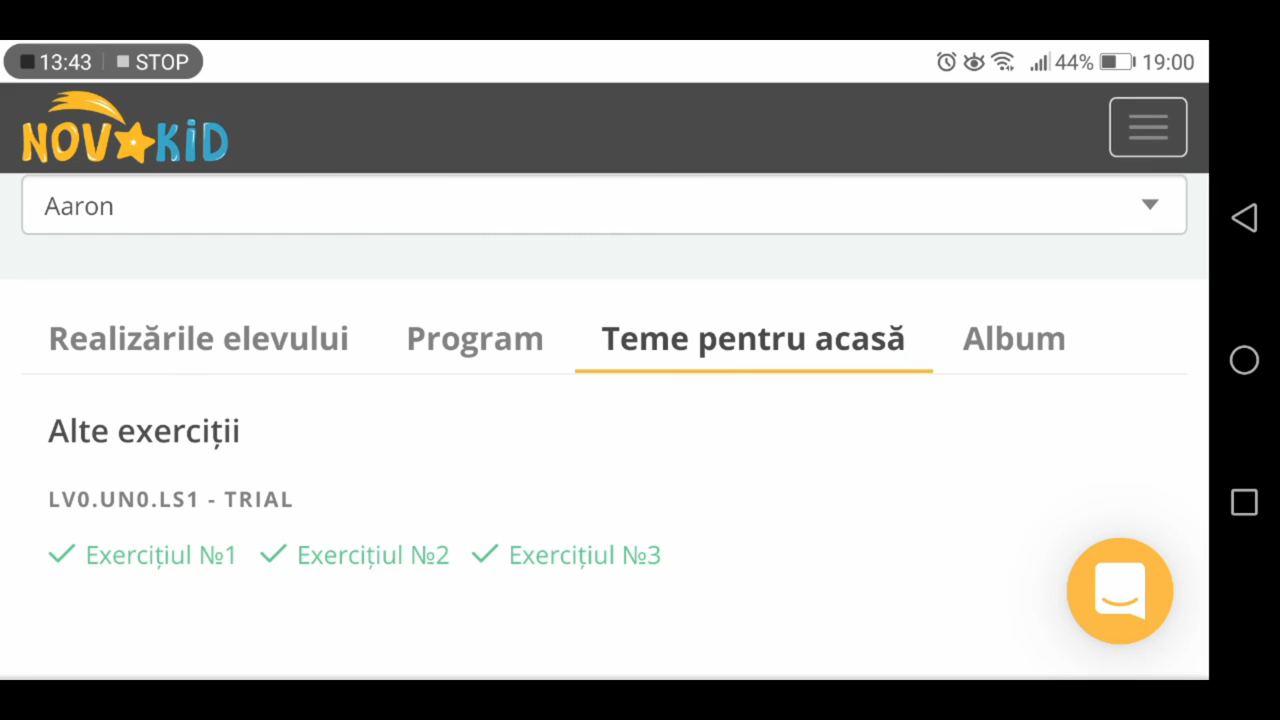 13:43 STOP 44% 19:00
NOVKiD
Aaron
Realizările elevului Program Teme pentru acasă Album
Alte exerciții
LV0.UN0.LS1 - TRIAL
Exercițiul №1 Exercițiul №2 Exercițiul №3